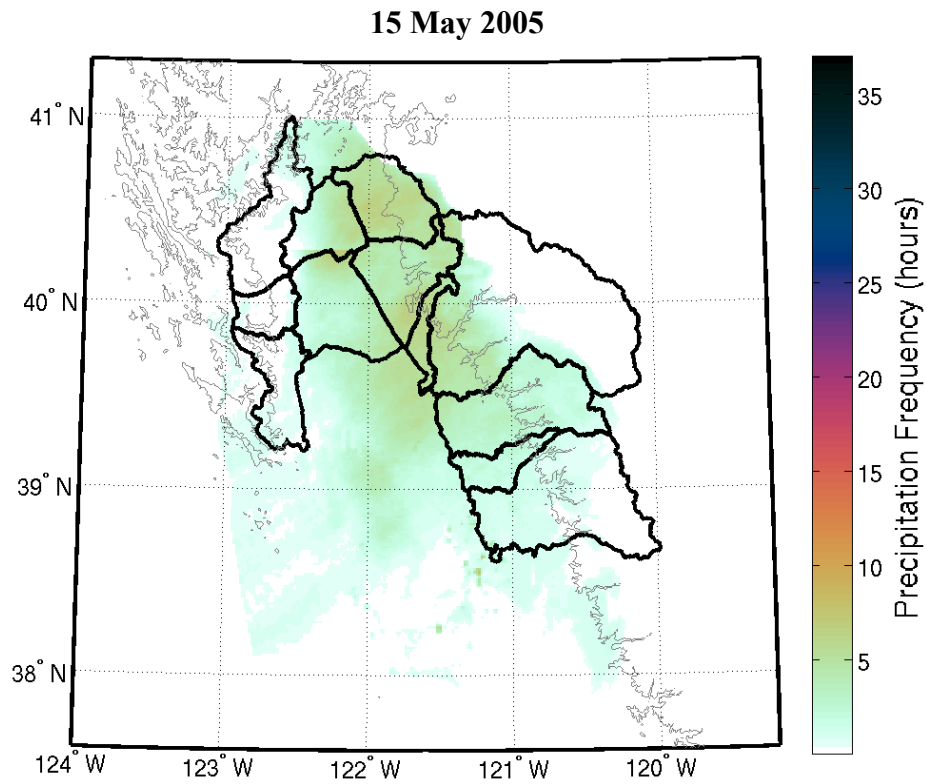 15 May 2005
41° N
40° N
39° N
38° N
124° W
123° W
122° W
121° W
120° W
35
30
25
20
15
10
5
Precipitation Frequency (hours)